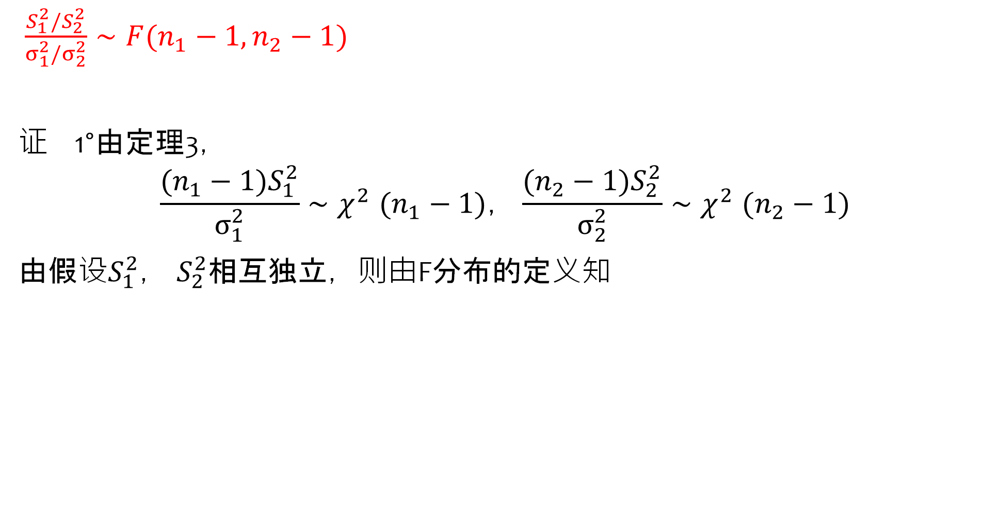 $\frac{S_1^2/S_2^2}{\sigma_1^2/\sigma_2^2} \sim F(n_1-1,n_2-1)$
证 1°由定理3,
$\frac{(n_1-1)S_1^2}{\sigma_1^2} \sim \chi^2(n_1-1), \frac{(n_2-1)S_2^2}{\sigma_2^2} \sim \chi^2(n_2-1)$
由假设$S_1^2$, $S_2^2$相互独立, 则由F分布的定义知